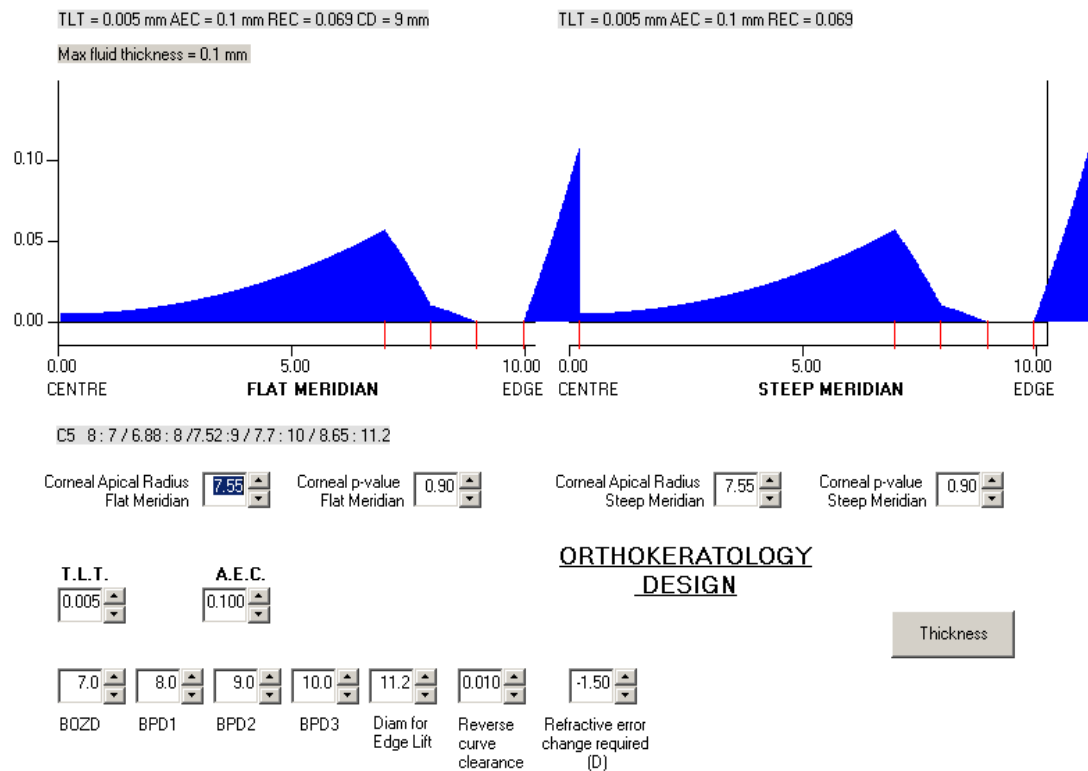 TLT = 0.005 mm AEC = 0.1 mm REC = 0.069 CD = 9 mm
TLT = 0.005 mm AEC = 0.1 mm REC = 0.069
Max fluid thickness = 0.1 mm
0.10
0.05
0.00
0.00 5.00 10.00
CENTRE FLAT MERIDIAN EDGE
0.00 5.00 10.00
CENTRE STEEP MERIDIAN EDGE
C5 8 : 7 / 6.88 : 8 /7.52 :9 / 7.7 : 10 / 8.65 : 11.2
Corneal Apical Radius
Flat Meridian
7.55
Corneal p-value
Flat Meridian
0.90
Corneal Apical Radius
Steep Meridian
7.55
Corneal p-value
Steep Meridian
0.90
T.L.T.
0.005
A.E.C.
0.100
ORTHOKERATOLOGY
DESIGN
Thickness
7.0
BOZD
8.0
BPD1
9.0
BPD2
10.0
BPD3
11.2
Diam for
Edge Lift
0.010
Reverse
curve
clearance
-1.50
Refractive error
change required
(D)